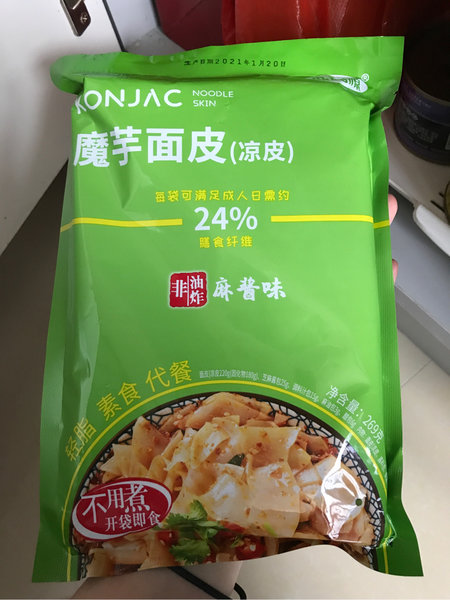 生产日期2021年1月20日
KONJAC NOODLE
SKIN
魔芋面皮(凉皮)
每袋可满足成人日需约
24%
膳食纤维
非油炸 麻酱味
轻脂 素食 代餐
净含量: 269克
不用煮
开袋即食